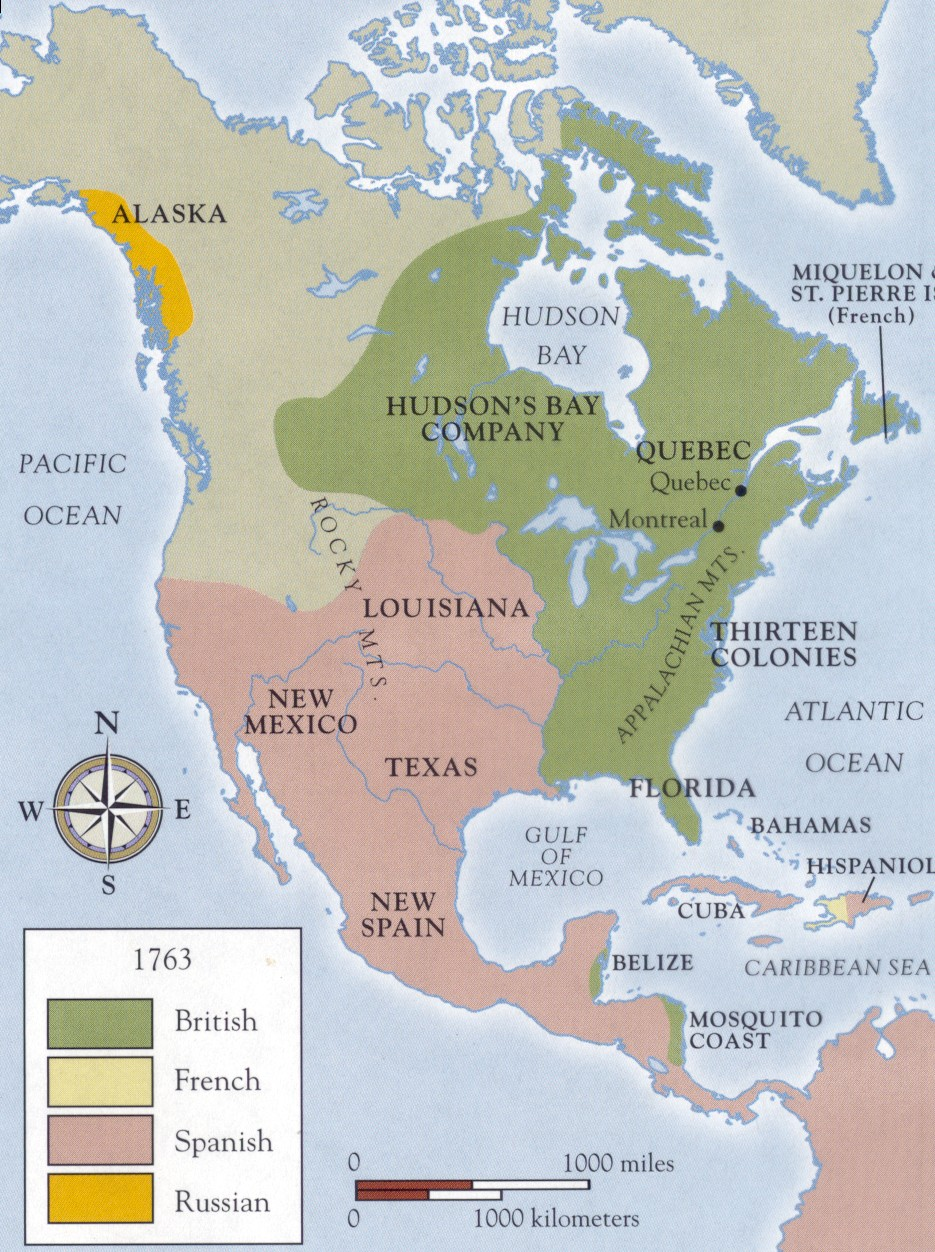 ALASKA
MIQUELON &
ST. PIERRE IS
(French)
HUDSON
BAY
HUDSON'S BAY
COMPANY
PACIFIC
OCEAN
QUEBEC
Quebec
Montreal
ROCKY MTS.
APPALACHIAN MTS.
LOUISIANA
THIRTEEN
COLONIES
NEW
MEXICO
ATLANTIC
OCEAN
N
W
E
S
TEXAS
FLORIDA
GULF
OF
MEXICO
BAHAMAS
HISPANIOL
CUBA
NEW
SPAIN
BELIZE
CARIBBEAN SEA
MOSQUITO
COAST
1763
British
French
Spanish
Russian
0 1000 miles
0 1000 kilometers